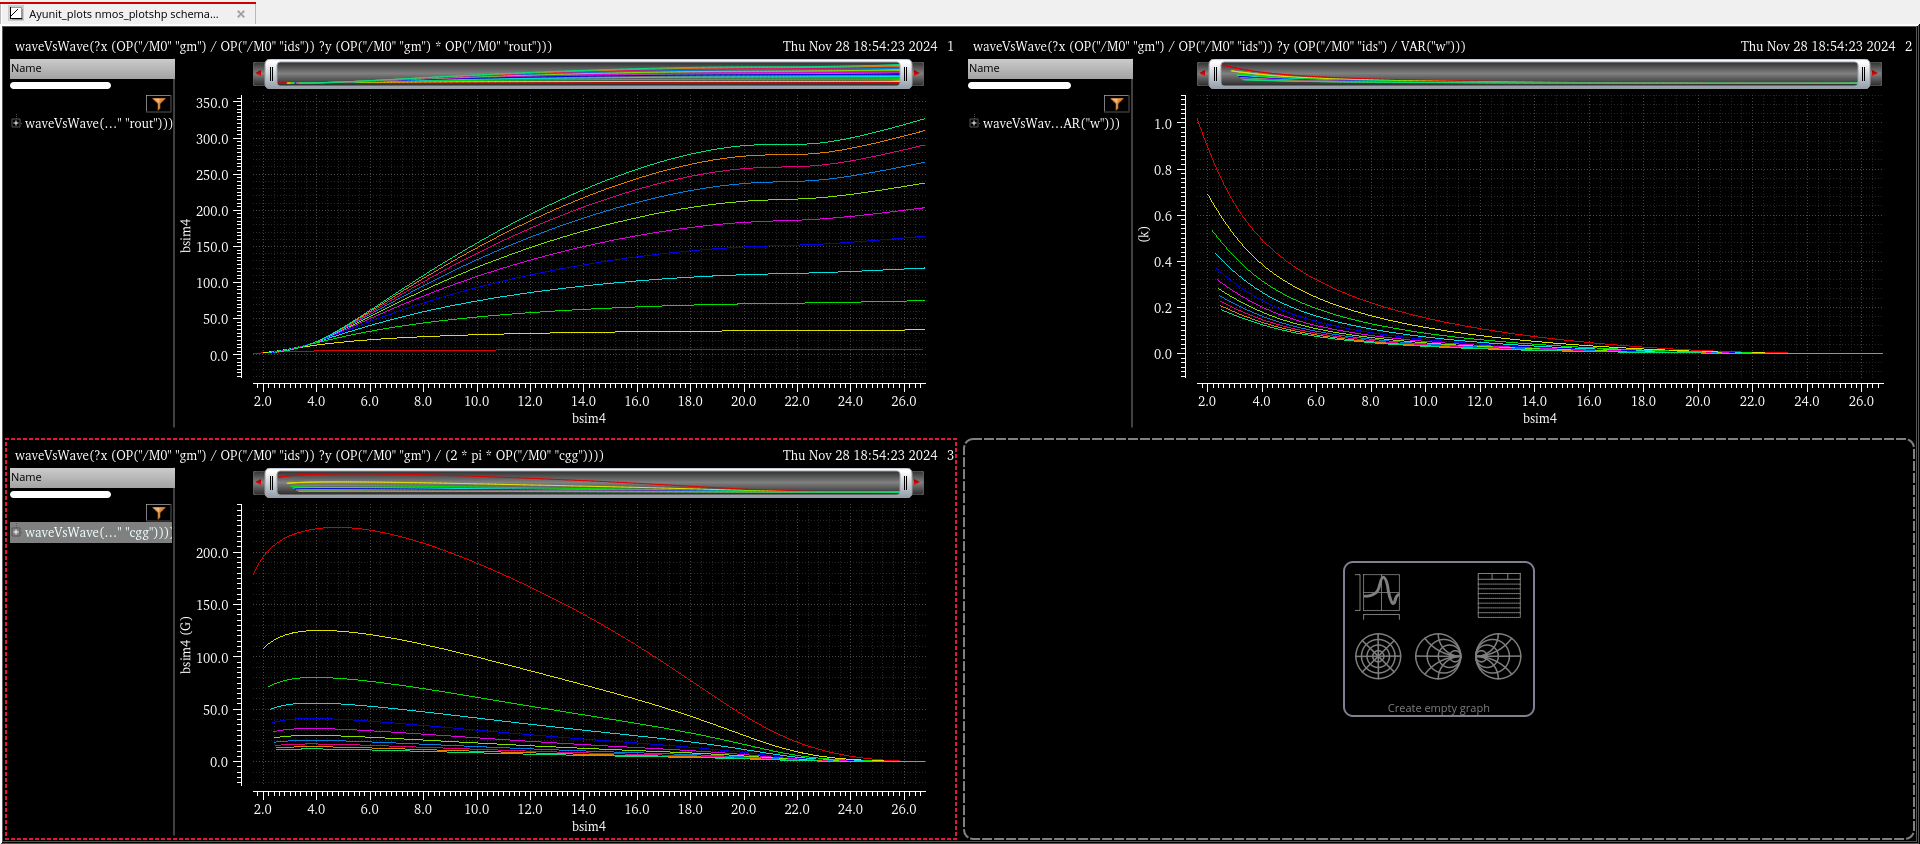 Ayunit_plots nmos_plotshp schema...
waveVsWave(?x (OP("/M0" "gm") / OP("/M0" "ids")) ?y (OP("/M0" "gm") * OP("/M0" "rout")))
Thu Nov 28 18:54:23 2024 1
Name
waveVsWave(..." "rout")))
350.0
300.0
250.0
200.0
150.0
100.0
50.0
0.0
bsim4
2.0 4.0 6.0 8.0 10.0 12.0 14.0 16.0 18.0 20.0 22.0 24.0 26.0
bsim4
waveVsWave(?x (OP("/M0" "gm") / OP("/M0" "ids")) ?y (OP("/M0" "ids") / VAR("w")))
Thu Nov 28 18:54:23 2024 2
Name
waveVsWav...AR("w")))
1.0
0.8
0.6
0.4
0.2
0.0
(k)
2.0 4.0 6.0 8.0 10.0 12.0 14.0 16.0 18.0 20.0 22.0 24.0 26.0
bsim4
waveVsWave(?x (OP("/M0" "gm") / OP("/M0" "ids")) ?y (OP("/M0" "gm") / (2 * pi * OP("/M0" "cgg"))))
Thu Nov 28 18:54:23 2024 3
Name
waveVsWave(..." "cgg"))))
200.0
150.0
100.0
50.0
0.0
bsim4 (G)
2.0 4.0 6.0 8.0 10.0 12.0 14.0 16.0 18.0 20.0 22.0 24.0 26.0
bsim4
Create empty graph